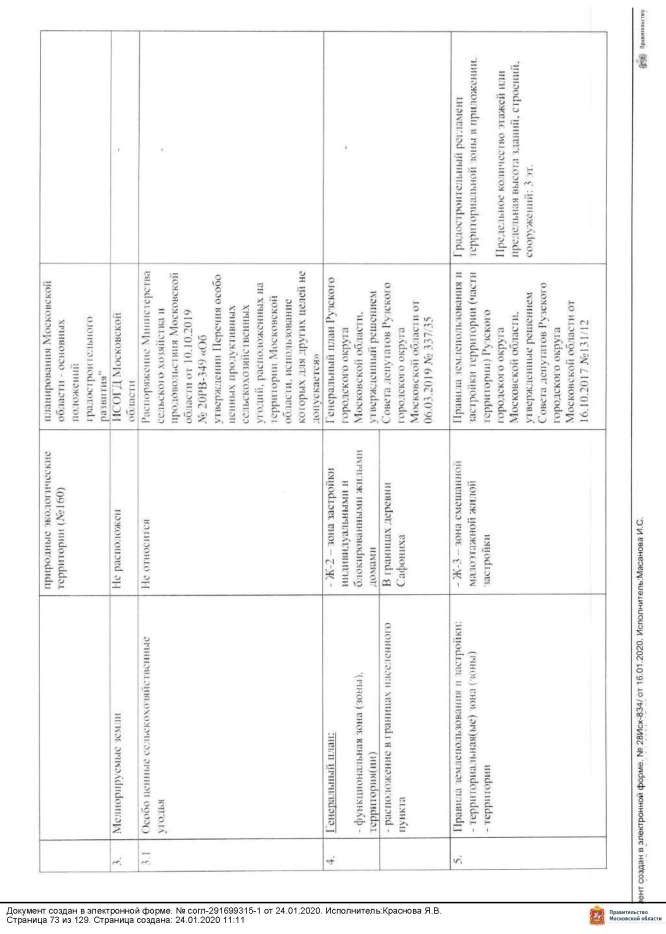 природные экологические
территории (№160)
планирования Московской
области - основных
положений
градостроительного
развития"
3.
Мелиорируемые земли
Не расположен
ИСОГД Московской
области
-
3.1
Особо ценные сельскохозяйственные
угодья
Не относится
Распоряжение Министерства
сельского хозяйства и
продовольствия Московской
области от 10.10.2019
№ 20РВ-349 «Об
утверждении Перечня особо
ценных продуктивных
сельскохозяйственных
угодий, расположенных на
территории Московской
области, использование
которых для других целей не
допускается»
-
4.
Генеральный план:
- функциональная зона (зоны),
территория(ии)
- расположение в границах населенного
пункта
- Ж-2 – зона застройки
индивидуальными и
блокированными жилыми
домами
В границах деревни
Сафониха
Генеральный план Рузского
городского округа
Московской области,
утвержденный решением
Совета депутатов Рузского
городского округа
Московской области от
06.03.2019 № 337/35
-
5.
Правила землепользования и застройки:
- территориальная(ые) зона (зоны)
- территории
- Ж-3 – зона смешанной
малоэтажной жилой
застройки
Правила землепользования и
застройки территории (части
территории) Рузского
городского округа
Московской области,
утвержденные решением
Совета депутатов Рузского
городского округа
Московской области от
16.10.2017 №131/12
Градостроительный регламент
территориальной зоны в приложении.
Предельное количество этажей или
предельная высота зданий, строений,
сооружений: 3 эт.
ент создан в электронной форме. № 28Исх-834/ от 16.01.2020. Исполнитель:Масанова И.С.
Правительство
Документ создан в электронной форме. № согл-291699315-1 от 24.01.2020. Исполнитель:Краснова Я.В.
Страница 73 из 129. Страница создана: 24.01.2020 11:11
Правительство
Московской области